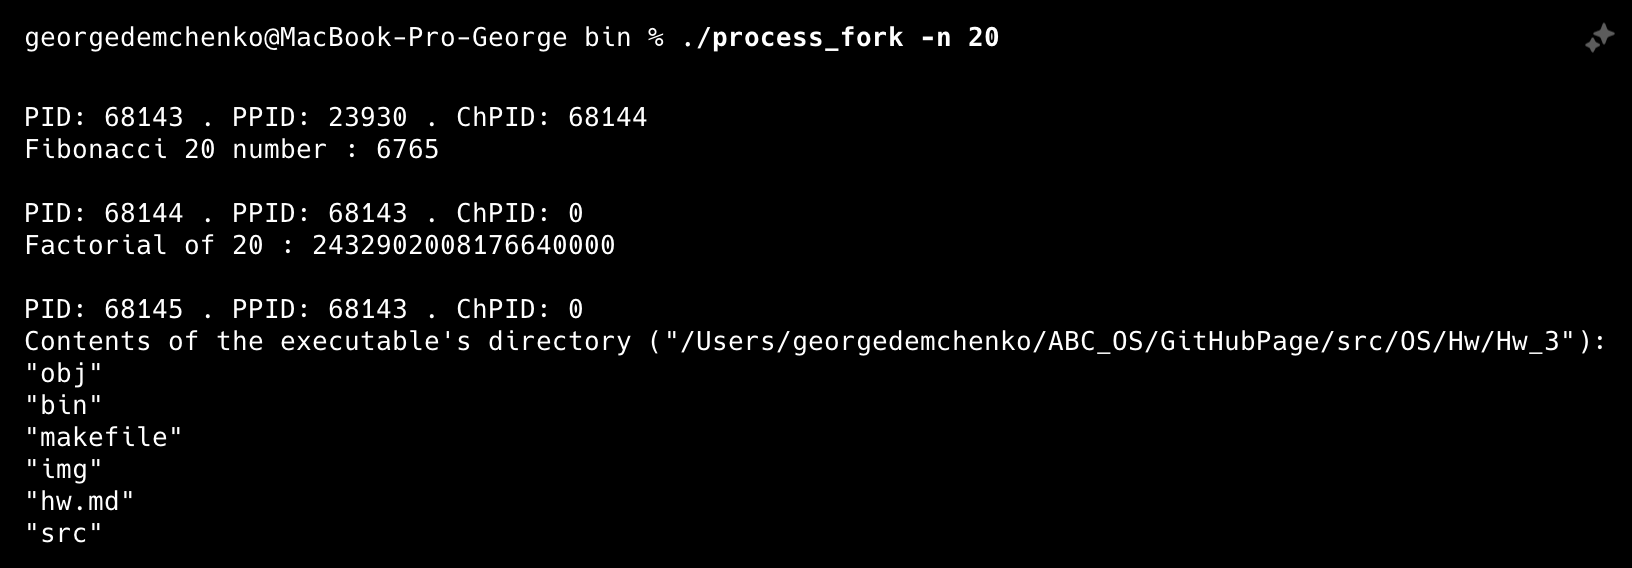 georgedemchenko@MacBook-Pro-George bin % ./process_fork -n 20
PID: 68143 . PPID: 23930 . ChPID: 68144
Fibonacci 20 number : 6765
PID: 68144 . PPID: 68143 . ChPID: 0
Factorial of 20 : 2432902008176640000
PID: 68145 . PPID: 68143 . ChPID: 0
Contents of the executable's directory ("/Users/georgedemchenko/ABC_OS/GitHubPage/src/OS/Hw/Hw_3"):
"obj"
"bin"
"makefile"
"img"
"hw.md"
"src"